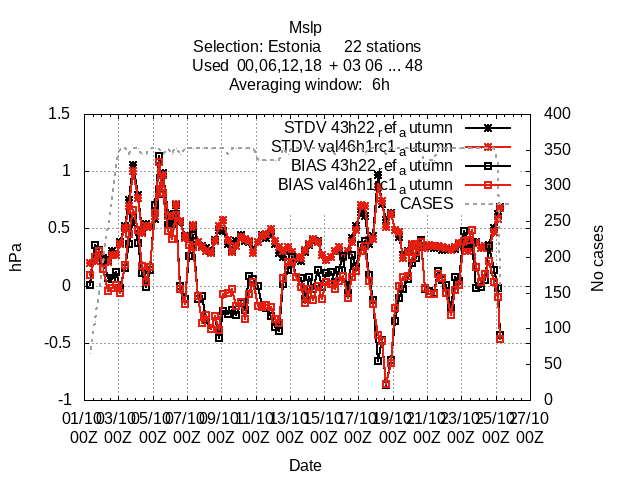 Mslp
Selection: Estonia 22 stations
Used 00,06,12,18 + 03 06 ... 48
Averaging window: 6h
STDV 43h22_ref_autumn
STDV val46h1rc1_autumn
BIAS 43h22_ref_autumn
BIAS val46h1rc1_autumn
CASES
1.5
1
0.5
0
-0.5
-1
hPa
400
350
300
250
200
150
100
50
0
No cases
01/10 03/10 05/10 07/10 09/10 11/10 13/10 15/10 17/10 19/10 21/10 23/10 25/10 27/10
00Z 00Z 00Z 00Z 00Z 00Z 00Z 00Z 00Z 00Z 00Z 00Z 00Z 00Z
Date